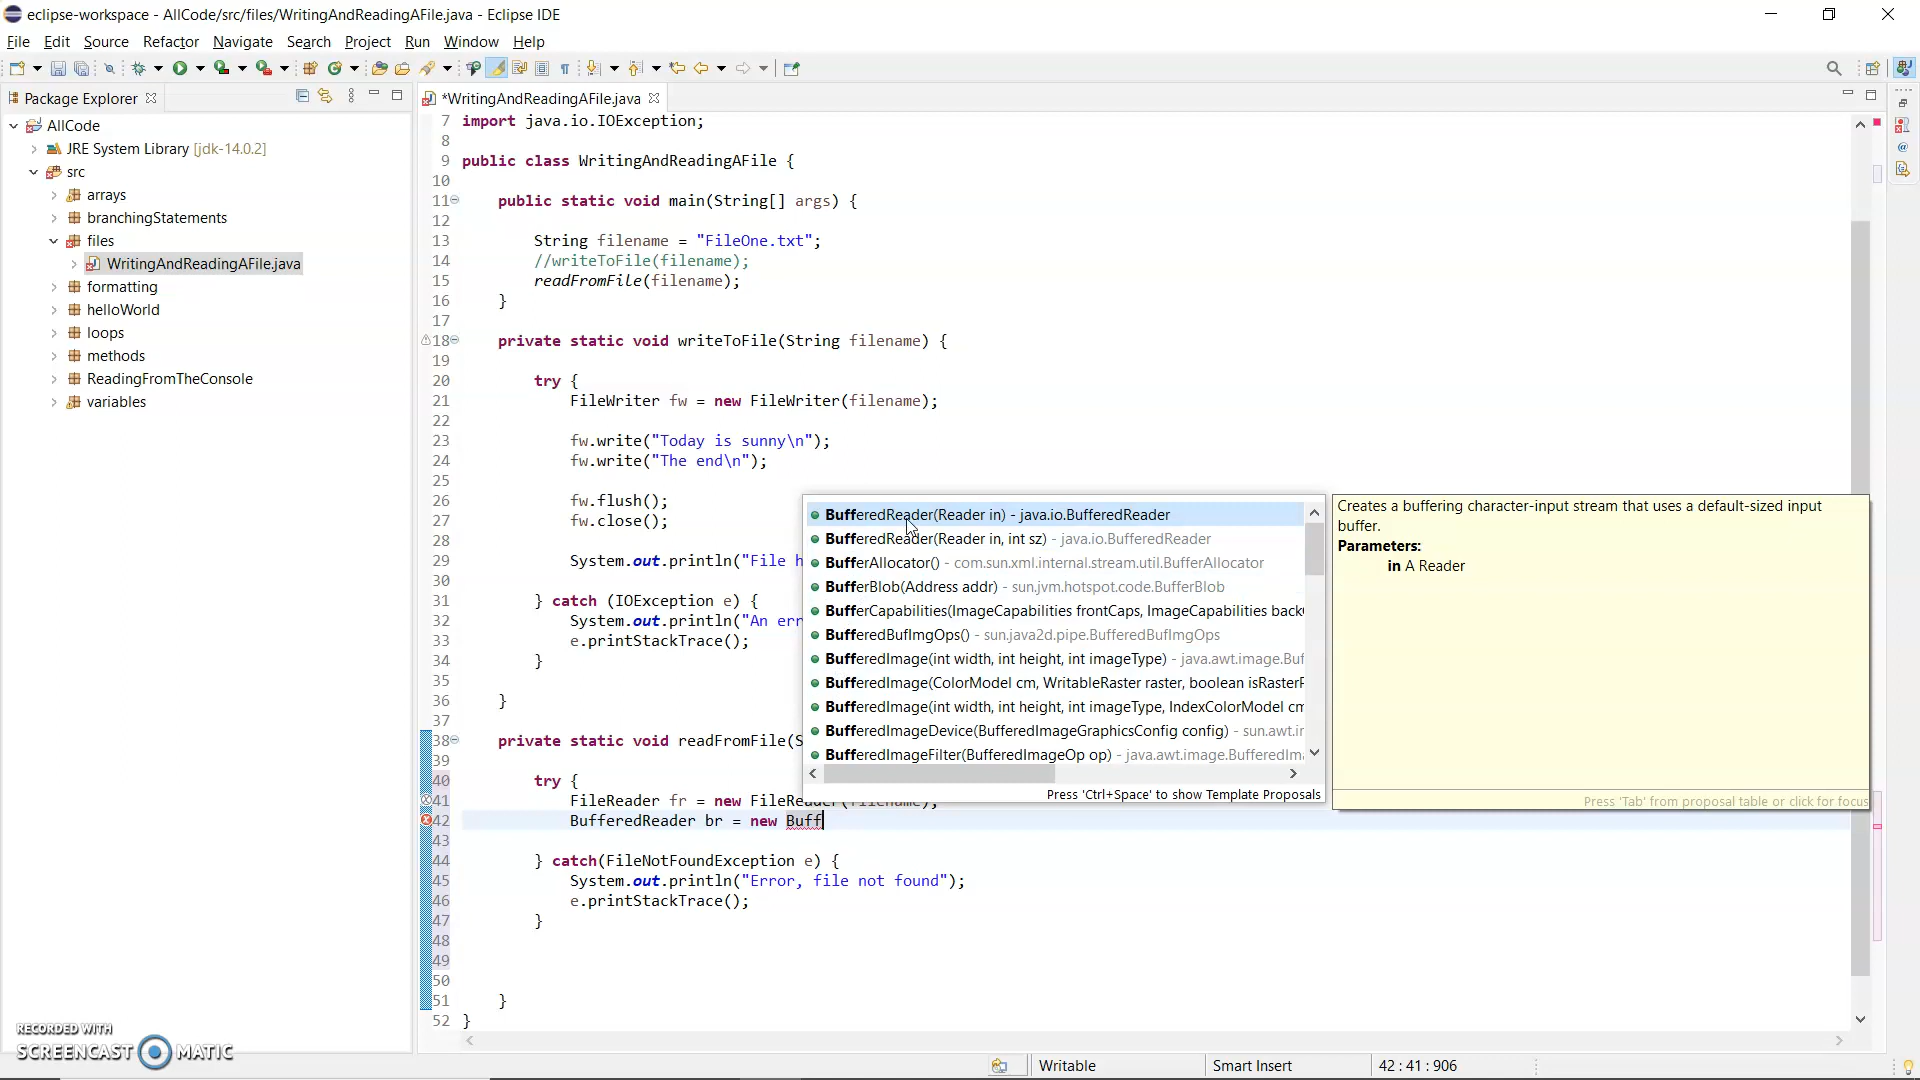 eclipse-workspace - AllCode/src/files/WritingAndReadingAFile.java - Eclipse IDE
File Edit Source Refactor Navigate Search Project Run Window Help
Package Explorer
AllCode
JRE System Library [jdk-14.0.2]
src
arrays
branchingStatements
files
WritingAndReadingAFile.java
formatting
helloWorld
loops
methods
ReadingFromTheConsole
variables
*WritingAndReadingAFile.java
7 import java.io.IOException;
8
9 public class WritingAndReadingAFile {
10
11 public static void main(String[] args) {
12
13 String filename = "FileOne.txt";
14 //writeToFile(filename);
15 readFromFile(filename);
16 }
17
18 private static void writeToFile(String filename) {
19
20 try {
21 FileWriter fw = new FileWriter(filename);
22
23 fw.write("Today is sunny\n");
24 fw.write("The end\n");
25
26 fw.flush();
27 fw.close();
28
29 System.out.println("File h
30
31 } catch (IOException e) {
32 System.out.println("An err
33 e.printStackTrace();
34 }
35
36 }
37
38 private static void readFromFile(S
39
40 try {
41 FileReader fr = new FileReader(filename);
42 BufferedReader br = new Buff
43
44 } catch(FileNotFoundException e) {
45 System.out.println("Error, file not found");
46 e.printStackTrace();
47 }
48
49
50
51 }
52 }
BufferedReader(Reader in) - java.io.BufferedReader
BufferedReader(Reader in, int sz) - java.io.BufferedReader
BufferAllocator() - com.sun.xml.internal.stream.util.BufferAllocator
BufferBlob(Address addr) - sun.jvm.hotspot.code.BufferBlob
BufferCapabilities(ImageCapabilities frontCaps, ImageCapabilities back
BufferedBufImgOps() - sun.java2d.pipe.BufferedBufImgOps
BufferedImage(int width, int height, int imageType) - java.awt.image.Buf
BufferedImage(ColorModel cm, WritableRaster raster, boolean isRasterP
BufferedImage(int width, int height, int imageType, IndexColorModel cm
BufferedImageDevice(BufferedImageGraphicsConfig config) - sun.awt.ir
BufferedImageFilter(BufferedImageOp op) - java.awt.image.BufferedIma
Press 'Ctrl+Space' to show Template Proposals
Creates a buffering character-input stream that uses a default-sized input
buffer.
Parameters:
in A Reader
Press 'Tab' from proposal table or click for focus
RECORDED WITH
SCREENCAST MATIC
Writable Smart Insert 42 : 41 : 906